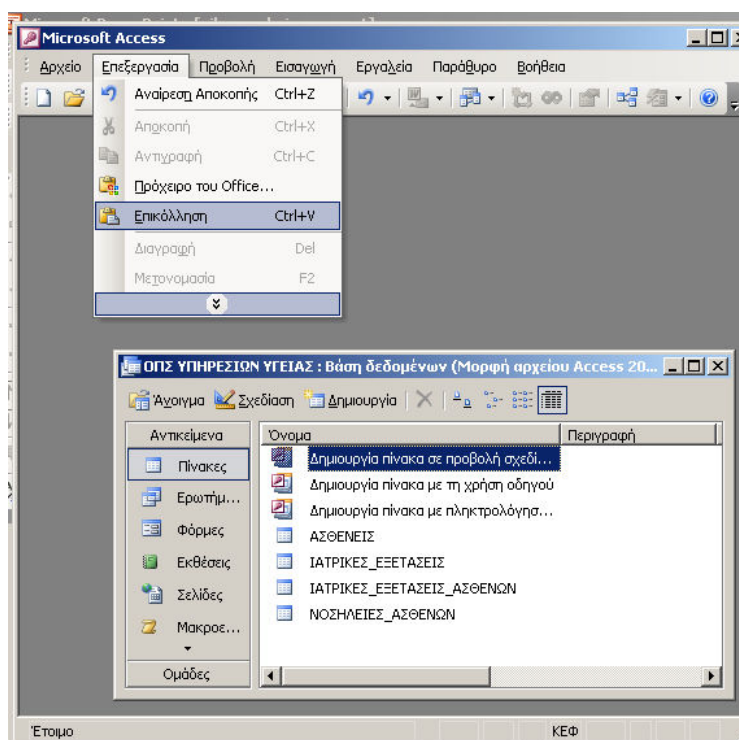 Microsoft Access
Αρχείο Επεξεργασία Προβολή Εισαγωγή Εργαλεία Παράθυρο Βοήθεια
Αναίρεση Αποκοπής Ctrl+Z
Αποκοπή Ctrl+X
Αντιγραφή Ctrl+C
Πρόχειρο του Office...
Επικόλληση Ctrl+V
Διαγραφή Del
Μετονομασία F2
ΟΠΣ ΥΠΗΡΕΣΙΩΝ ΥΓΕΙΑΣ : Βάση δεδομένων (Μορφή αρχείου Access 20...
Άνοιγμα Σχεδίαση Δημιουργία
Αντικείμενα Όνομα Περιγραφή
Πίνακες Δημιουργία πίνακα σε προβολή σχεδί...
Ερωτήμ... Δημιουργία πίνακα με τη χρήση οδηγού
Φόρμες Δημιουργία πίνακα με πληκτρολόγησ...
ΑΣΘΕΝΕΙΣ
Εκθέσεις ΙΑΤΡΙΚΕΣ_ΕΞΕΤΑΣΕΙΣ
Σελίδες ΙΑΤΡΙΚΕΣ_ΕΞΕΤΑΣΕΙΣ_ΑΣΘΕΝΩΝ
Μακροε... ΝΟΣΗΛΕΙΕΣ_ΑΣΘΕΝΩΝ
Ομάδες
Έτοιμο ΚΕΦ